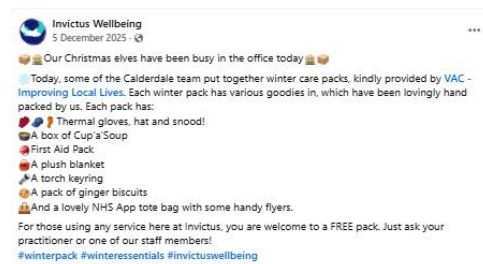 Invictus Wellbeing
5 December 2025 ·
📦🏫Our Christmas elves have been busy in the office today🏫📦
❄️Today, some of the Calderdale team put together winter care packs, kindly provided by VAC -
Improving Local Lives. Each winter pack has various goodies in, which have been lovingly hand
packed by us. Each pack has:
🧤🧢🧣Thermal gloves, hat and snood!
🍲A box of Cup'a'Soup
First Aid Pack
A plush blanket
🔦A torch keyring
🍪A pack of ginger biscuits
👜And a lovely NHS App tote bag with some handy flyers.
For those using any service here at Invictus, you are welcome to a FREE pack. Just ask your
practitioner or one of our staff members!
#winterpack #winteressentials #invictuswellbeing